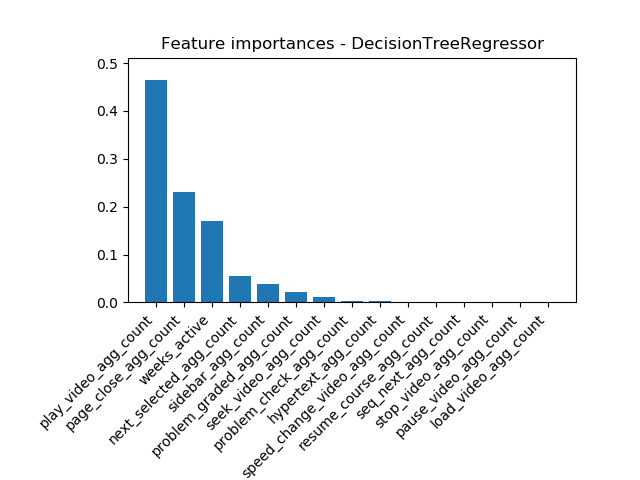 Feature importances - DecisionTreeRegressor
0.5
0.4
0.3
0.2
0.1
0.0
play_video_agg_count
page_close_agg_count
weeks_active
next_selected_agg_count
sidebar_agg_count
problem_graded_agg_count
seek_video_agg_count
problem_check_agg_count
hypertext_agg_count
speed_change_video_agg_count
resume_course_agg_count
seq_next_agg_count
stop_video_agg_count
pause_video_agg_count
load_video_agg_count